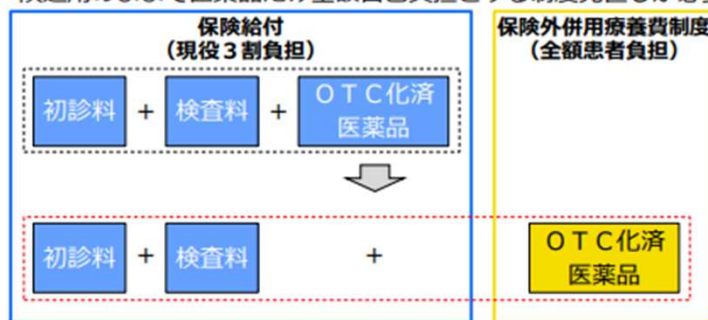 保険給付
（現役３割負担）
保険外併用療養費制度
（全額患者負担）
初診料 + 検査料 + ＯＴＣ化済
医薬品
初診料 + 検査料 + ＯＴＣ化済
医薬品